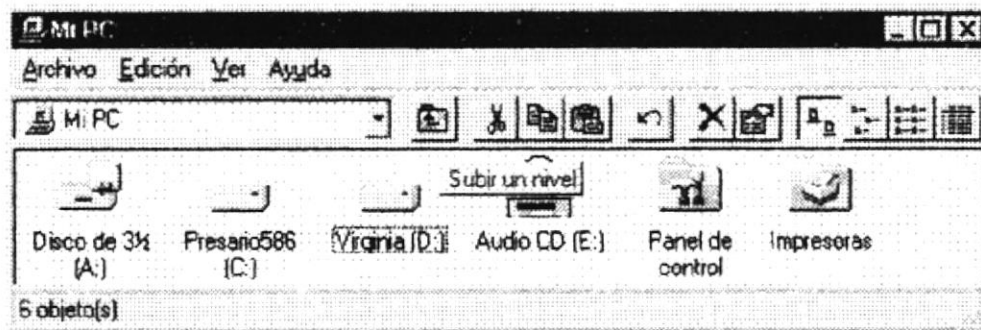 Mi PC
Archivo Edición Ver Ayuda
Mi PC
Subir un nivel
Disco de 3½ (A:)
Presario586 (C:)
Virginia (D:)
Audio CD (E:)
Panel de control
Impresoras
6 objeto(s)